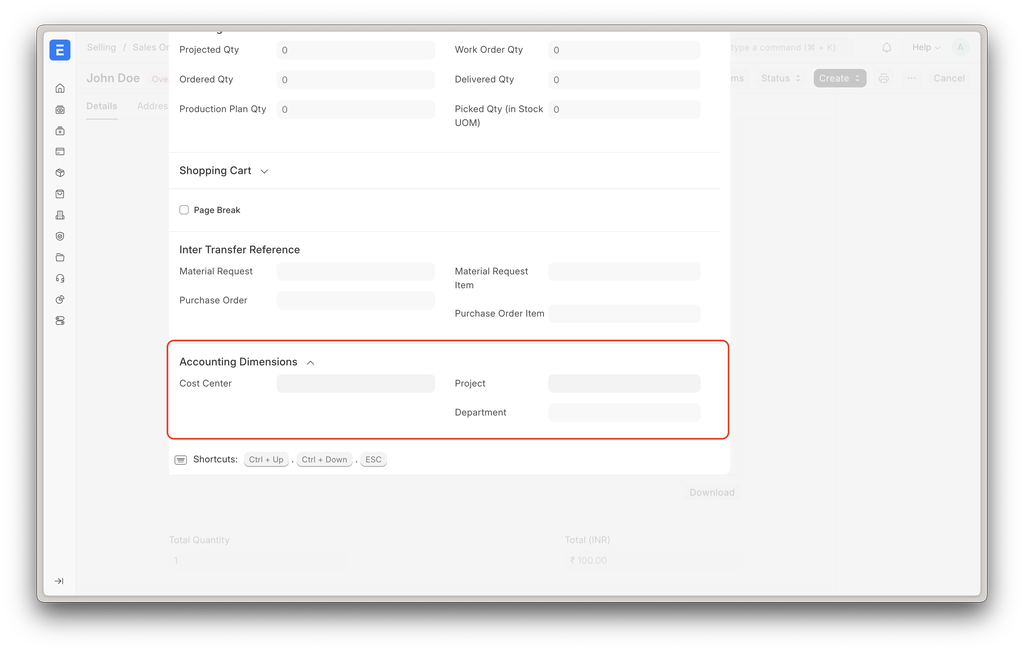 E
Selling / Sales Or
type a command (⌘ + K)
Help
A
John Doe
Ove
ms
Status
Create
Cancel
Details
Addres
Projected Qty 0
Work Order Qty 0
Ordered Qty 0
Delivered Qty 0
Production Plan Qty 0
Picked Qty (in Stock UOM) 0
Shopping Cart
Page Break
Inter Transfer Reference
Material Request
Material Request Item
Purchase Order
Purchase Order Item
Accounting Dimensions
Cost Center
Project
Department
Shortcuts: Ctrl + Up , Ctrl + Down , ESC
Download
Total Quantity
Total (INR)
1
₹ 100.00